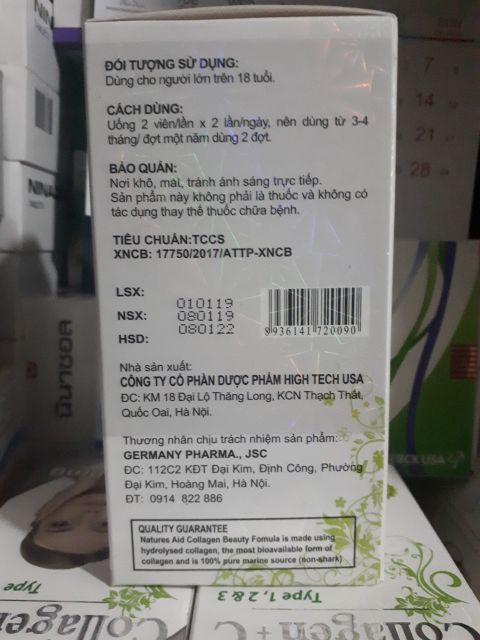 ĐỐI TƯỢNG SỬ DỤNG:
Dùng cho người lớn trên 18 tuổi.
CÁCH DÙNG:
Uống 2 viên/lần x 2 lần/ngày, nên dùng từ 3-4
tháng/ đợt một năm dùng 2 đợt.
BẢO QUẢN:
Nơi khô, mát, tránh ánh sáng trực tiếp.
Sản phẩm này không phải là thuốc và không có
tác dụng thay thế thuốc chữa bệnh.
TIÊU CHUẨN:TCCS
XNCB: 17750/2017/ATTP-XNCB
LSX: 010119
NSX: 080119
HSD: 080122
8936141720090
Nhà sản xuất:
CÔNG TY CỔ PHẦN DƯỢC PHẨM HIGH TECH USA
ĐC: KM 18 Đại Lộ Thăng Long, KCN Thạch Thất,
Quốc Oai, Hà Nội.
Thương nhân chịu trách nhiệm sản phẩm:
GERMANY PHARMA., JSC
ĐC: 112C2 KĐT Đại Kim, Định Công, Phường
Đại Kim, Hoàng Mai, Hà Nội.
ĐT: 0914 822 886
QUALITY GUARANTEE
Natures Aid Collagen Beauty Fomula is made using
hydrolysed collagen, the most bioavailable form of
collagen and is 100% pure marine source (non-shark)
NINA
NINA
7
14
21
28
Type 1, 2 & 3
Collagen + C
Type
Collagen